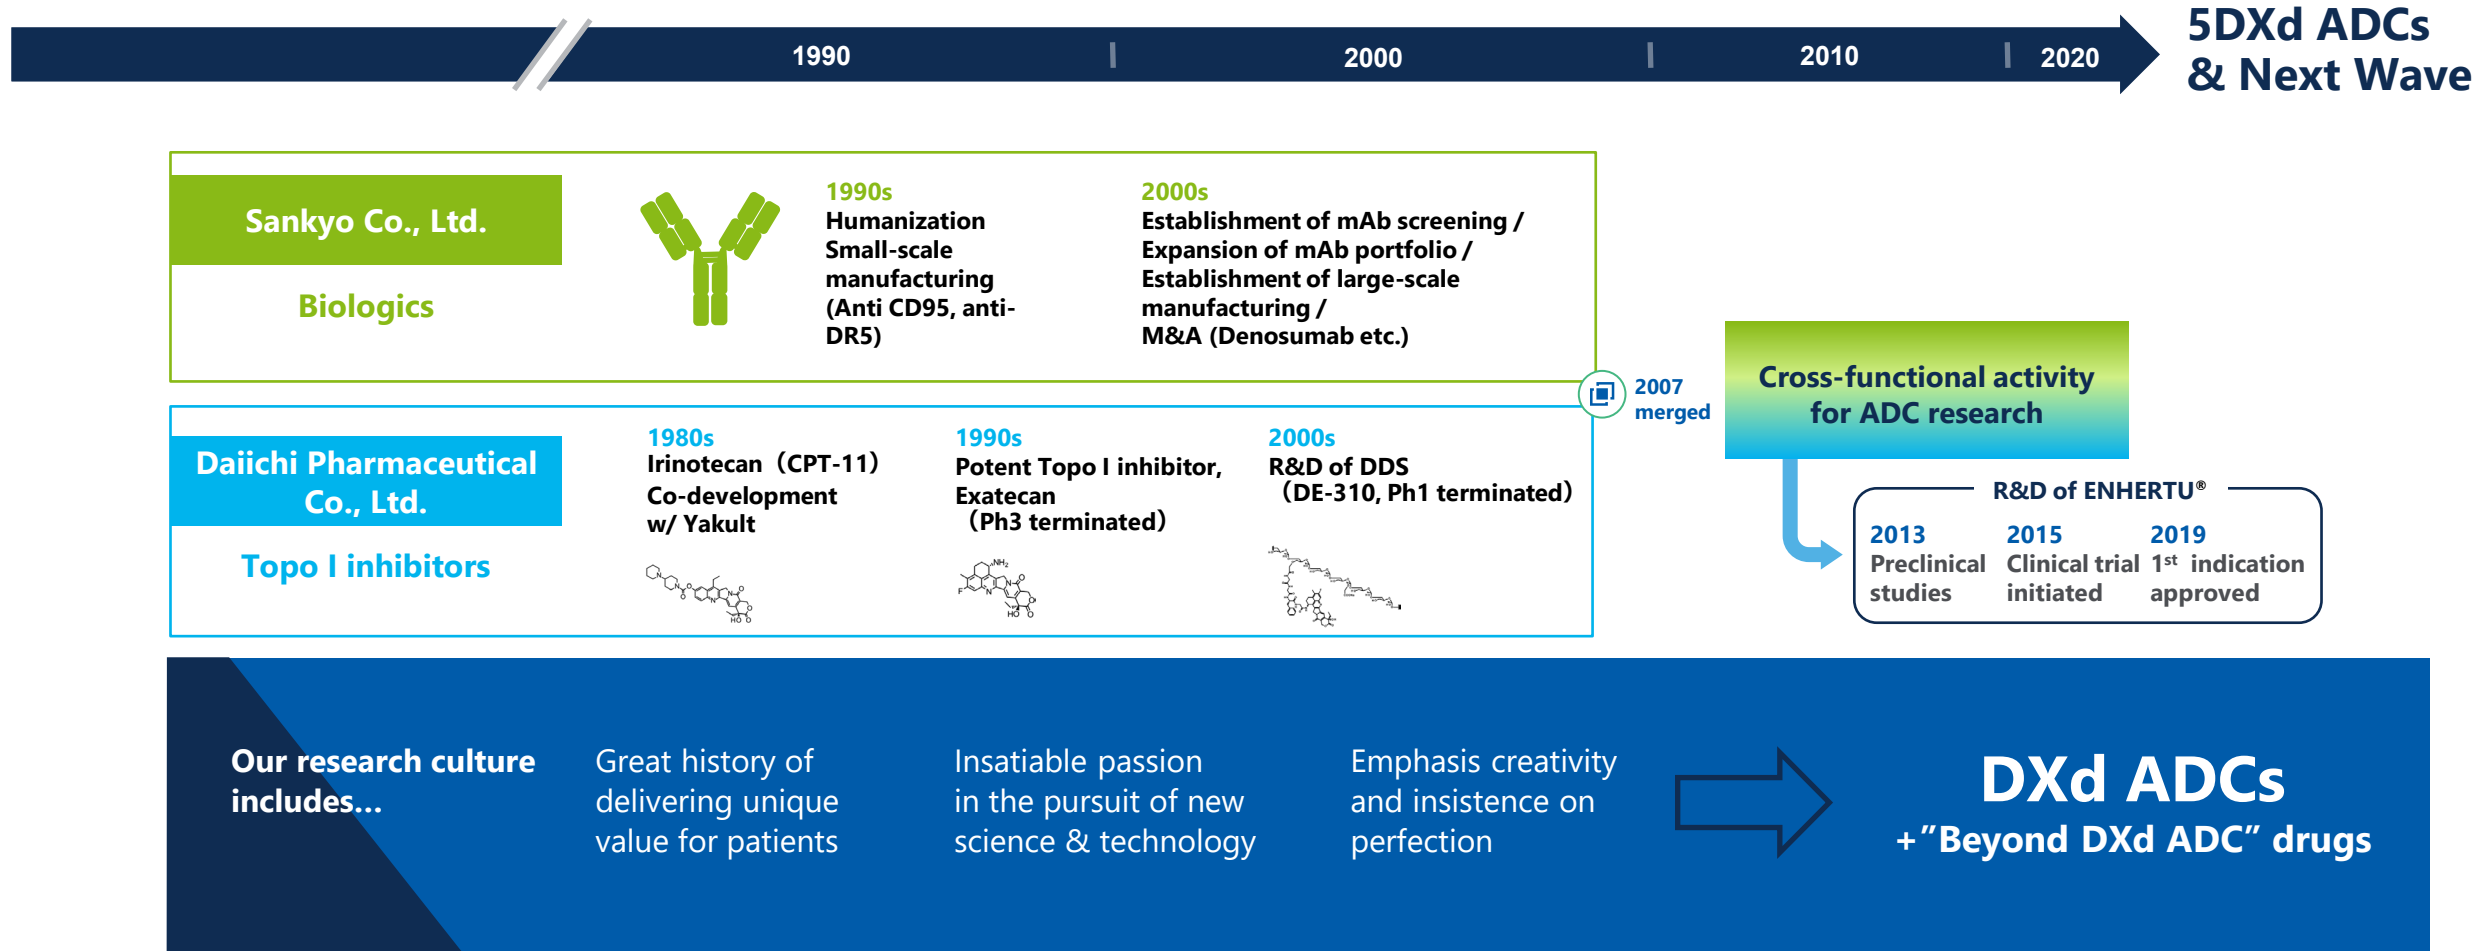 1990
2000
2010
2020
5DXd ADCs
& Next Wave
Sankyo Co., Ltd.
Biologics
1990s
Humanization
Small-scale
manufacturing
(Anti CD95, anti-
DR5)
2000s
Establishment of mAb screening /
Expansion of mAb portfolio /
Establishment of large-scale
manufacturing /
M&A (Denosumab etc.)
2007
merged
Daiichi Pharmaceutical
Co., Ltd.
Topo I inhibitors
1980s
Irinotecan（CPT-11）
Co-development
w/ Yakult
1990s
Potent Topo I inhibitor,
Exatecan
（Ph3 terminated）
2000s
R&D of DDS
（DE-310, Ph1 terminated）
Cross-functional activity
for ADC research
R&D of ENHERTU®
2013
Preclinical
studies
2015
Clinical trial
initiated
2019
1st indication
approved
Our research culture
includes…
Great history of
delivering unique
value for patients
Insatiable passion
in the pursuit of new
science & technology
Emphasis creativity
and insistence on
perfection
DXd ADCs
+”Beyond DXd ADC” drugs